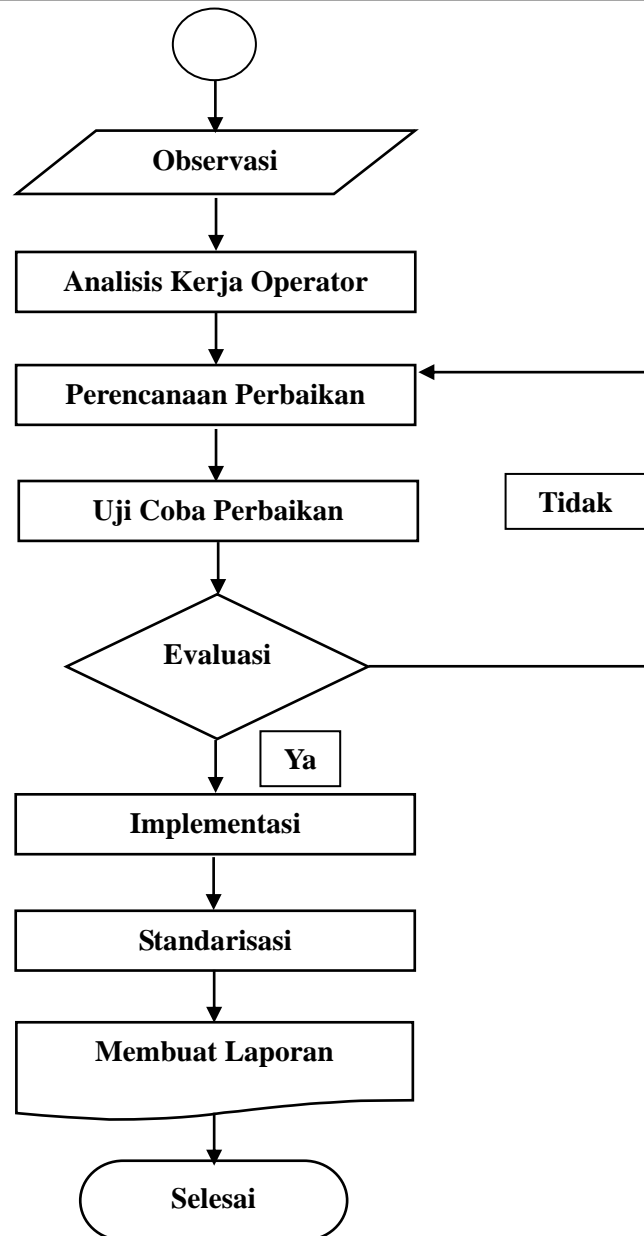 Observasi
Analisis Kerja Operator
Perencanaan Perbaikan
Uji Coba Perbaikan
Tidak
Evaluasi
Ya
Implementasi
Standarisasi
Membuat Laporan
Selesai